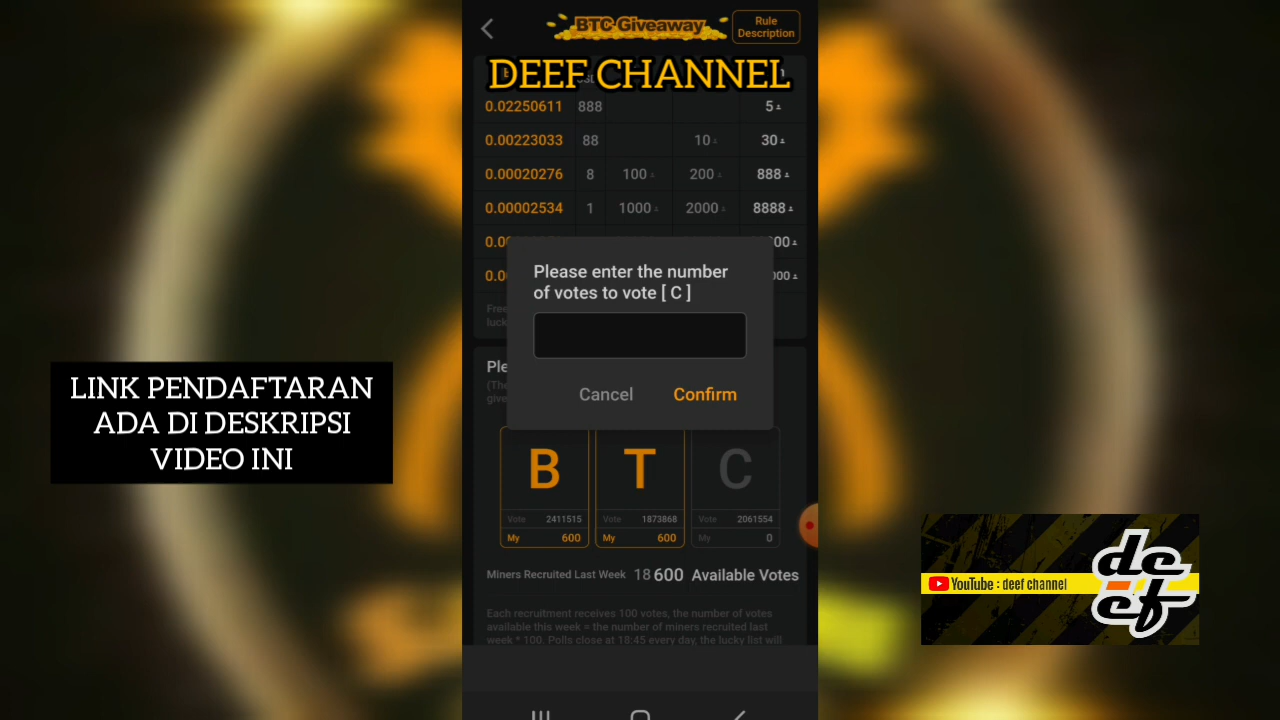 BTC Giveaway
Rule
Description
DEEF CHANNEL
0.02250611 888 5
0.00223033 88 10 30
0.00020276 8 100 200 888
0.00002534 1 1000 2000 8888
Please enter the number
of votes to vote [ C ]
Cancel Confirm
LINK PENDAFTARAN
ADA DI DESKRIPSI
VIDEO INI
B T C
Vote 2411515 Vote 1873868 Vote 2061554
My 600 My 600 My 0
Miners Recruited Last Week 18 600 Available Votes
Each recruitment receives 100 votes, the number of votes
available this week = the number of miners recruited last
week * 100. Polls close at 18:45 every day, the lucky list will
YouTube : deef channel
deef